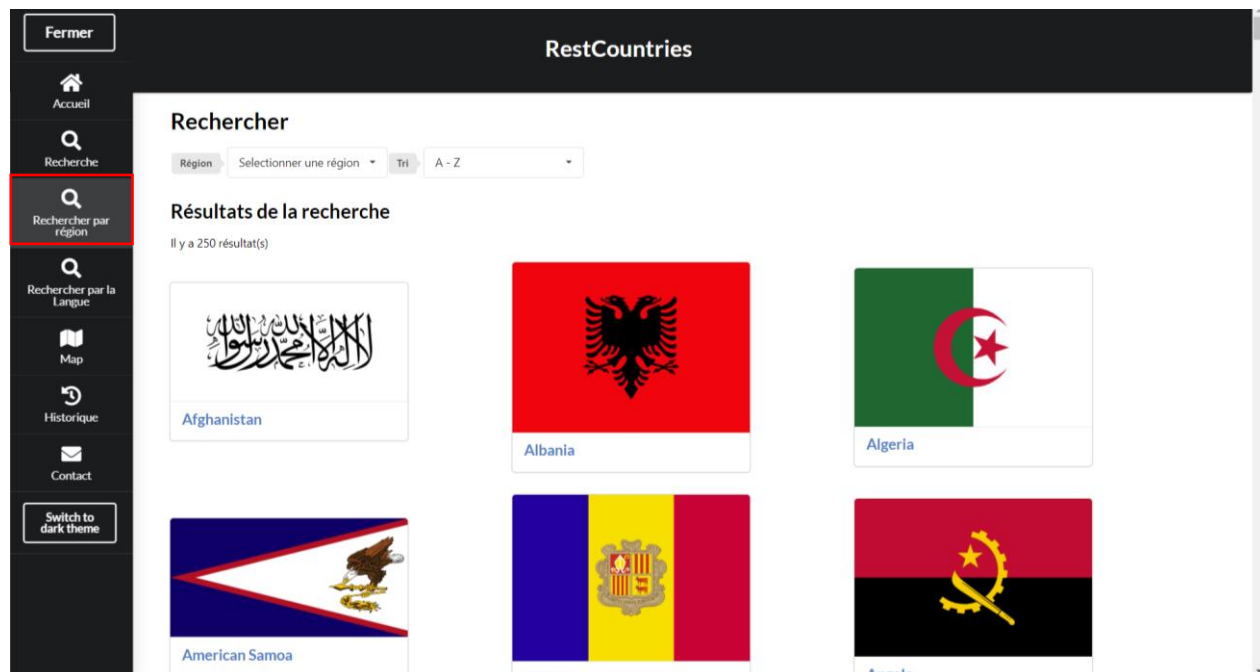 Fermer
RestCountries
Accueil
Recherche
Rechercher par
région
Rechercher par la
Langue
Map
Historique
Contact
Switch to
dark theme
Rechercher
Région Selectionner une région Tri A - Z
Résultats de la recherche
Il y a 250 résultat(s)
Afghanistan
Albania
Algeria
American Samoa